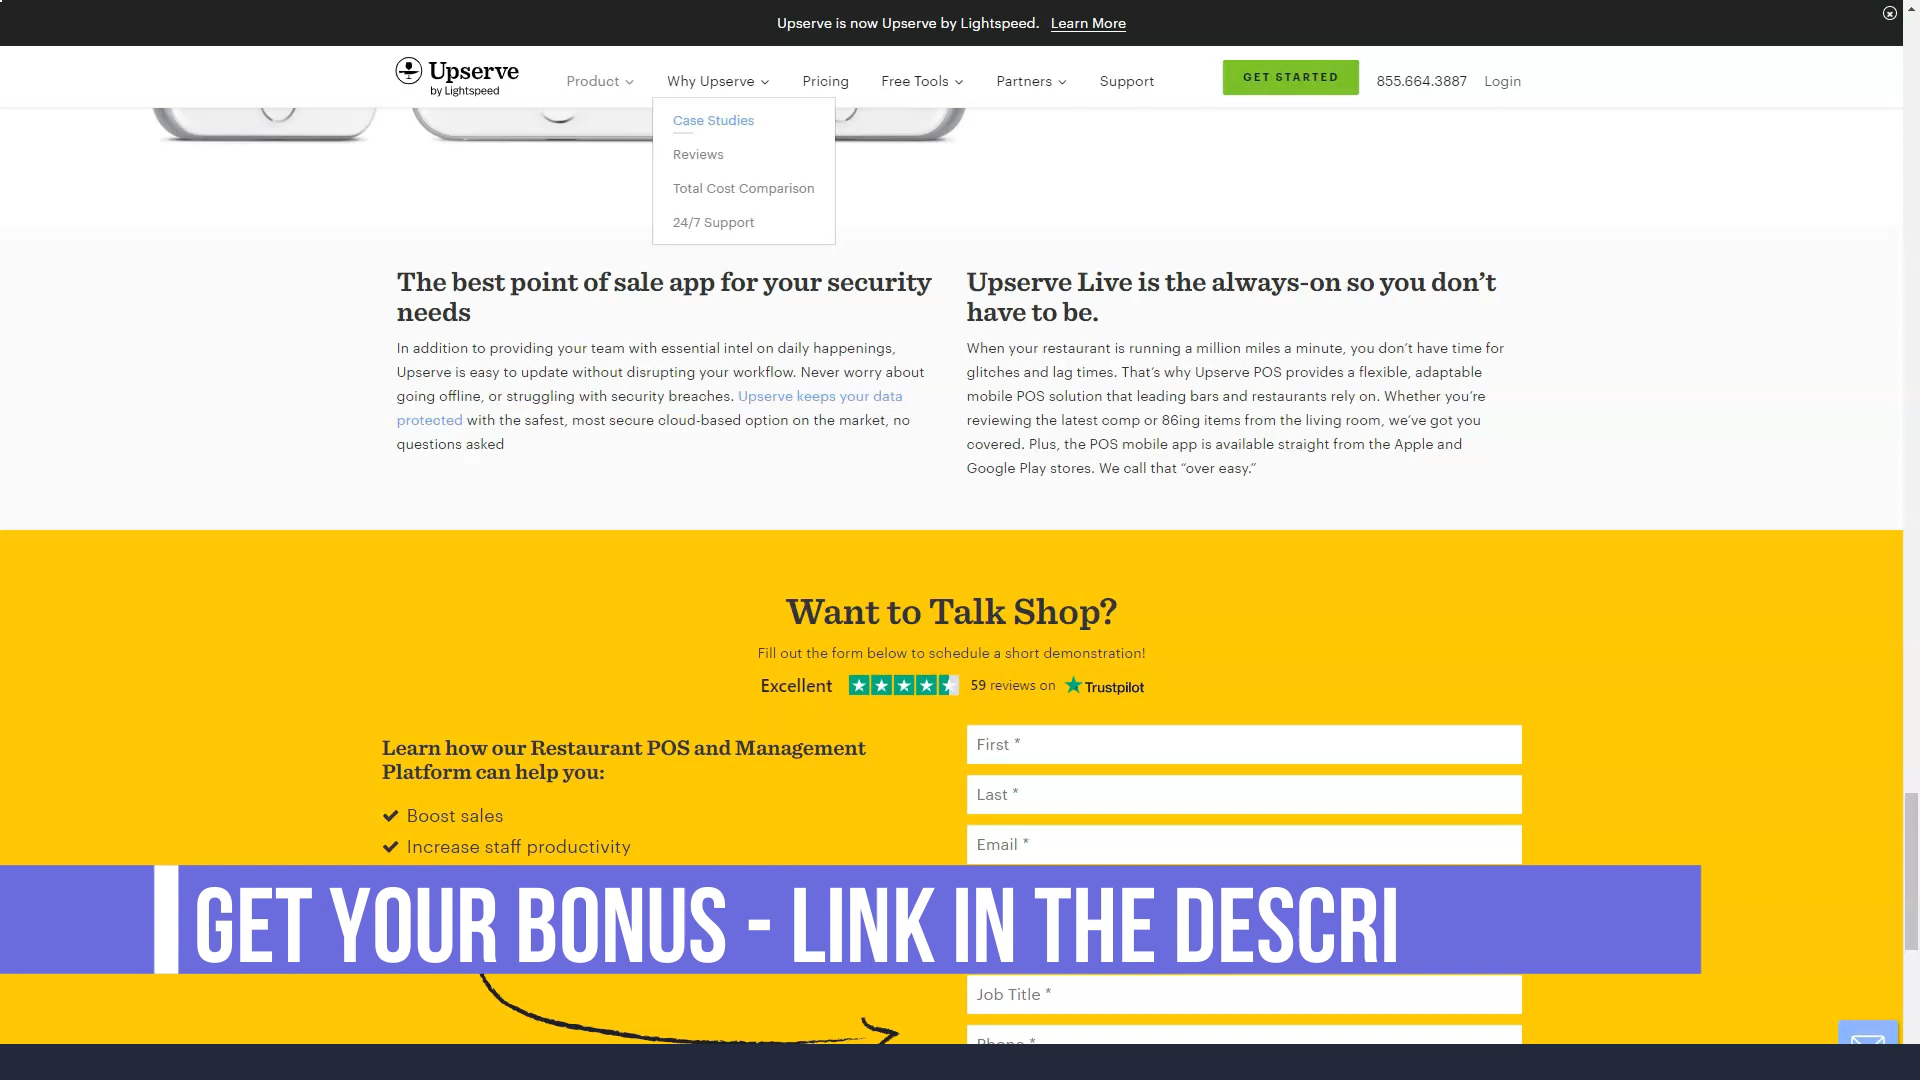 Upserve is now Upserve by Lightspeed. Learn More
Upserve
by Lightspeed
Product
Why Upserve
Pricing
Free Tools
Partners
Support
GET STARTED
855.664.3887
Login
Case Studies
Reviews
Total Cost Comparison
24/7 Support
The best point of sale app for your security
needs
In addition to providing your team with essential intel on daily happenings,
Upserve is easy to update without disrupting your workflow. Never worry about
going offline, or struggling with security breaches. Upserve keeps your data
protected with the safest, most secure cloud-based option on the market, no
questions asked
Upserve Live is the always-on so you don’t
have to be.
When your restaurant is running a million miles a minute, you don’t have time for
glitches and lag times. That’s why Upserve POS provides a flexible, adaptable
mobile POS solution that leading bars and restaurants rely on. Whether you’re
reviewing the latest comp or 86ing items from the living room, we’ve got you
covered. Plus, the POS mobile app is available straight from the Apple and
Google Play stores. We call that “over easy.”
Want to Talk Shop?
Fill out the form below to schedule a short demonstration!
Excellent 59 reviews on Trustpilot
Learn how our Restaurant POS and Management
Platform can help you:
Boost sales
Increase staff productivity
First *
Last *
Email *
GET YOUR BONUS - LINK IN THE DESCRI
Job Title *
Phone *